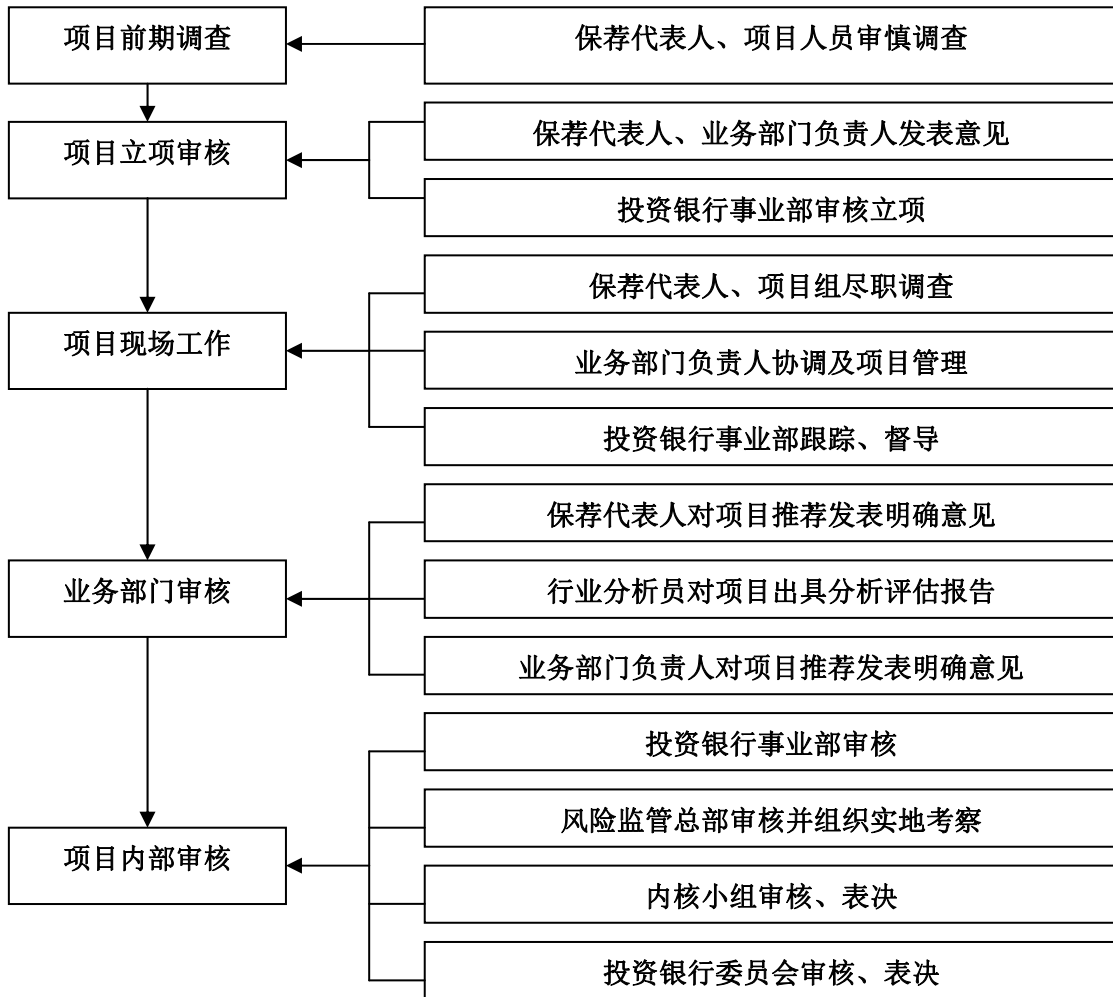 项目前期调查
保荐代表人、项目人员审慎调查
项目立项审核
保荐代表人、业务部门负责人发表意见
投资银行事业部审核立项
项目现场工作
保荐代表人、项目组尽职调查
业务部门负责人协调及项目管理
投资银行事业部跟踪、督导
业务部门审核
保荐代表人对项目推荐发表明确意见
行业分析员对项目出具分析评估报告
业务部门负责人对项目推荐发表明确意见
项目内部审核
投资银行事业部审核
风险监管总部审核并组织实地考察
内核小组审核、表决
投资银行委员会审核、表决